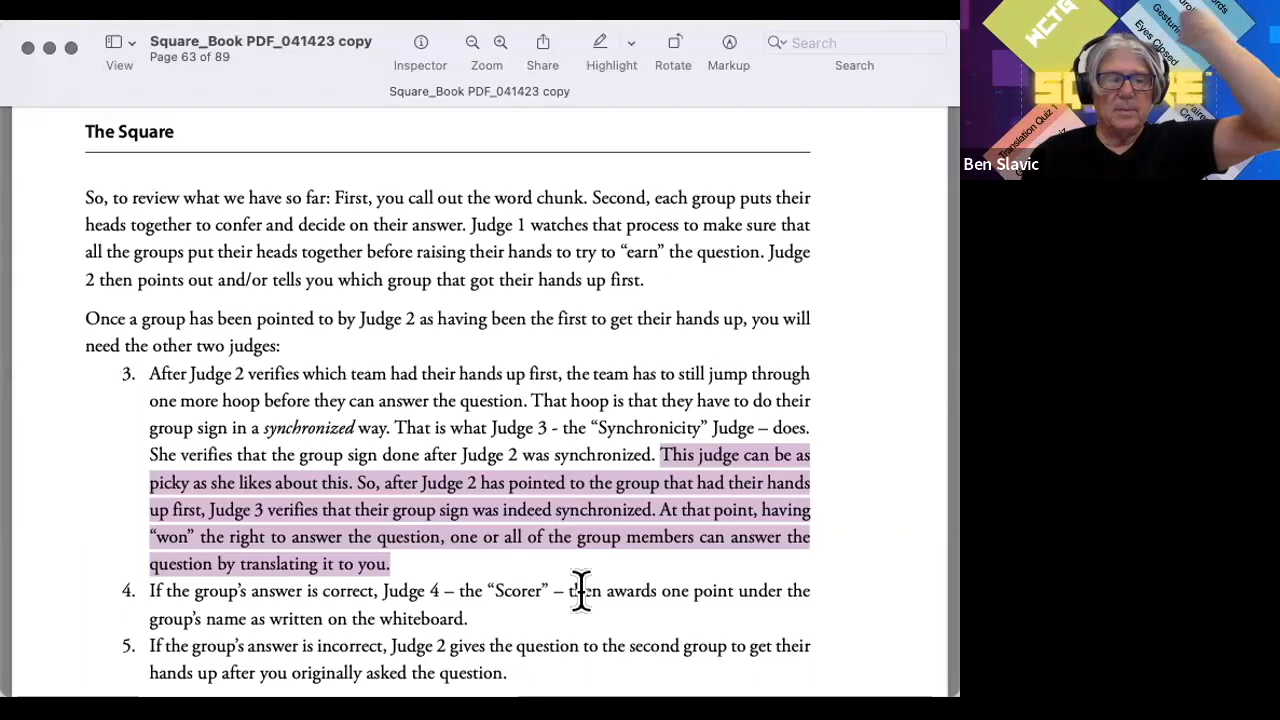 Square_Book PDF_041423 copy
Page 63 of 89
View
Inspector
Zoom
Share
Highlight
Rotate
Markup
Search
Search
Square_Book PDF_041423 copy
The Square
So, to review what we have so far: First, you call out the word chunk. Second, each group puts their
heads together to confer and decide on their answer. Judge 1 watches that process to make sure that
all the groups put their heads together before raising their hands to try to “earn” the question. Judge
2 then points out and/or tells you which group that got their hands up first.
Once a group has been pointed to by Judge 2 as having been the first to get their hands up, you will
need the other two judges:
3. After Judge 2 verifies which team had their hands up first, the team has to still jump through
one more hoop before they can answer the question. That hoop is that they have to do their
group sign in a synchronized way. That is what Judge 3 - the “Synchronicity” Judge – does.
She verifies that the group sign done after Judge 2 was synchronized. This judge can be as
picky as she likes about this. So, after Judge 2 has pointed to the group that had their hands
up first, Judge 3 verifies that their group sign was indeed synchronized. At that point, having
“won” the right to answer the question, one or all of the group members can answer the
question by translating it to you.
4. If the group’s answer is correct, Judge 4 – the “Scorer” – then awards one point under the
group’s name as written on the whiteboard.
5. If the group’s answer is incorrect, Judge 2 gives the question to the second group to get their
hands up after you originally asked the question.
WCTG
Eyes Closed
Translation Quiz 1
Ben Slavic